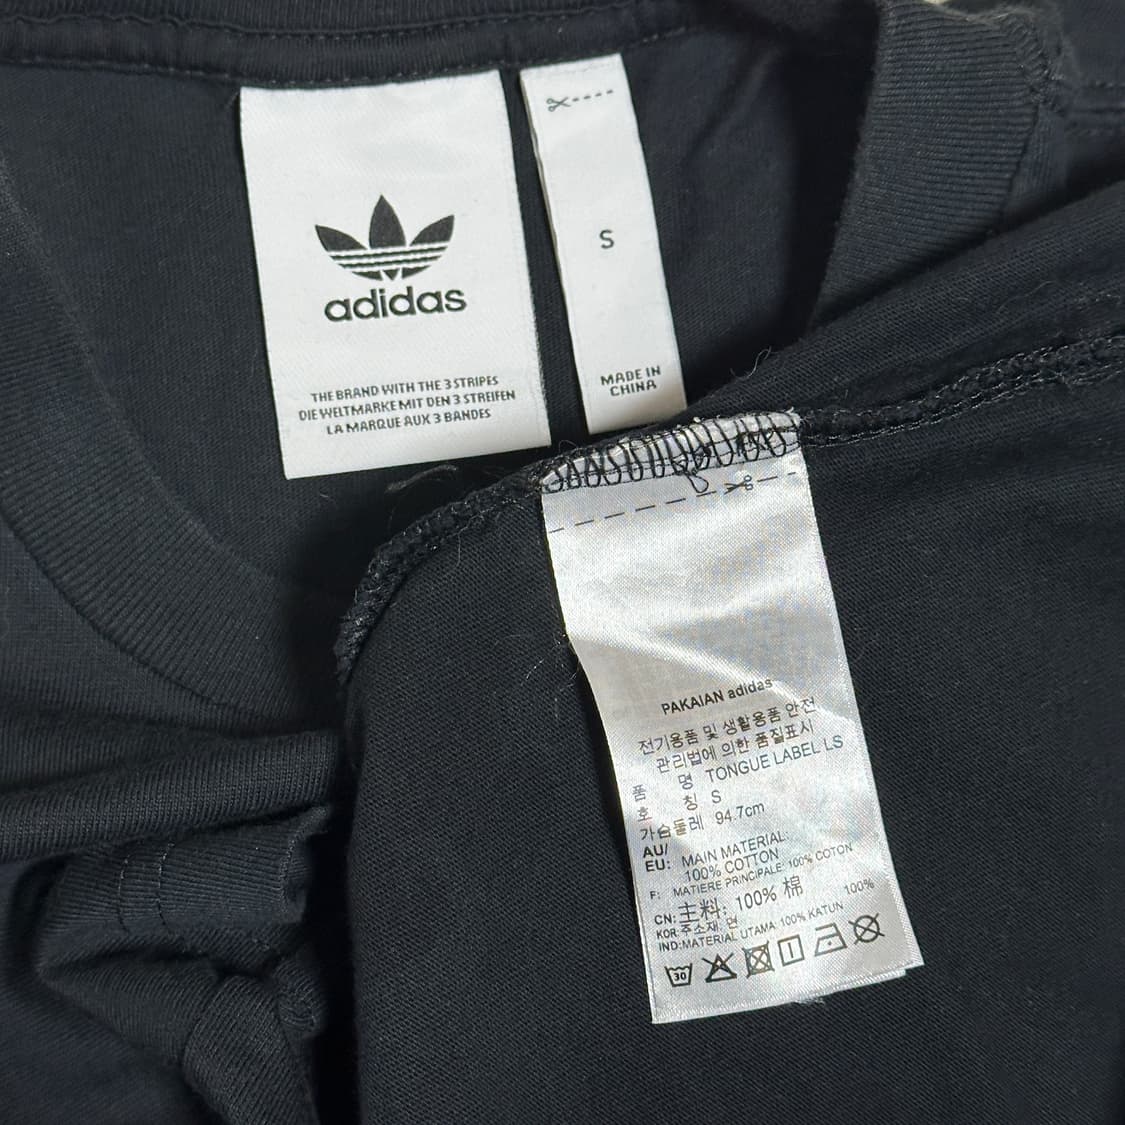 adidas
THE BRAND WITH THE 3 STRIPES
DIE WELTMARKE MIT DEN 3 STREIFEN
LA MARQUE AUX 3 BANDES
S
MADE IN
CHINA
PAKAIAN adidas
전기용품 및 생활용품 안전
관리법에 의한 품질표시
품 명 TONGUE LABEL LS
호 칭 S
가슴둘레 94.7cm
AU/
EU: MAIN MATERIAL:
100% COTTON
F: MATIERE PRINCIPALE: 100% COTON
CN: 主料: 100% 棉
KOR: 주소재: 면 100%
IND: MATERIAL UTAMA: 100% KATUN
30